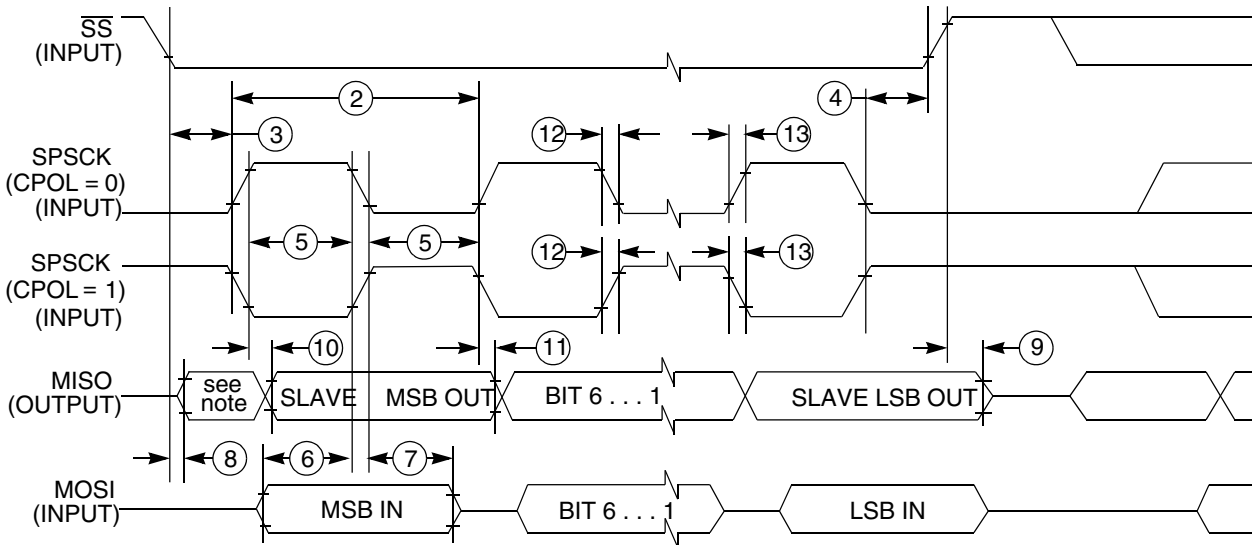 SS
(INPUT)
2
4
3
12
13
SPSCK
(CPOL = 0)
(INPUT)
5
5
SPSCK
(CPOL = 1)
(INPUT)
12
13
10
11
9
MISO
(OUTPUT)
see
note
SLAVE
MSB OUT
BIT 6 . . . 1
SLAVE LSB OUT
8
6
7
MOSI
(INPUT)
MSB IN
BIT 6 . . . 1
LSB IN